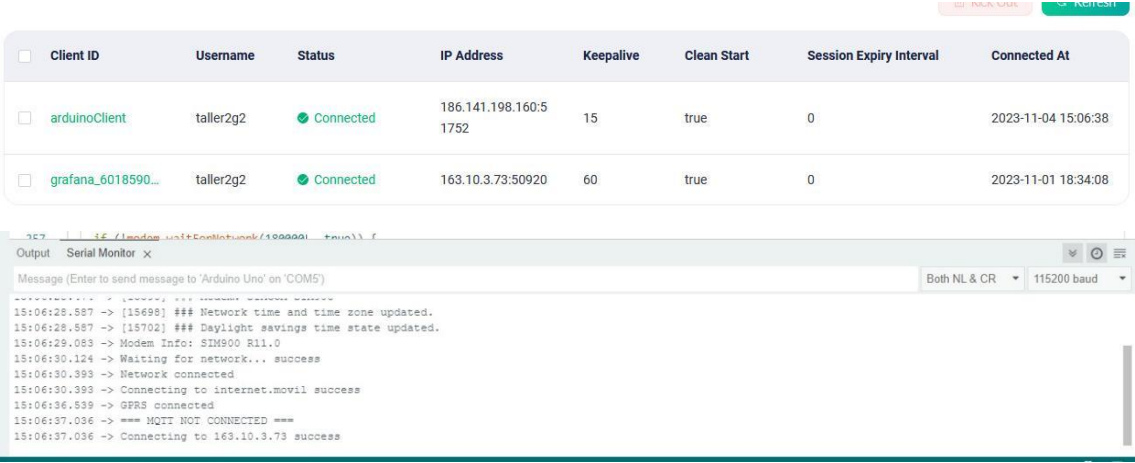 Kick Out Refresh
Client ID Username Status IP Address Keepalive Clean Start Session Expiry Interval Connected At
arduinoClient taller2g2 Connected 186.141.198.160:5 15 true 0 2023-11-04 15:06:38
1752
grafana_6018590... taller2g2 Connected 163.10.3.73:50920 60 true 0 2023-11-01 18:34:08
257 if (!modem.waitForNetwork(180000L, true)) {
Output Serial Monitor ×
Message (Enter to send message to 'Arduino Uno' on 'COM5') Both NL & CR 115200 baud
15:06:28.587 -> [15698] ### Network time and time zone updated.
15:06:28.587 -> [15702] ### Daylight savings time state updated.
15:06:29.083 -> Modem Info: SIM900 R11.0
15:06:30.124 -> Waiting for network... success
15:06:30.393 -> Network connected
15:06:30.393 -> Connecting to internet.movil success
15:06:36.539 -> GPRS connected
15:06:37.036 -> === MQTT NOT CONNECTED ===
15:06:37.036 -> Connecting to 163.10.3.73 success